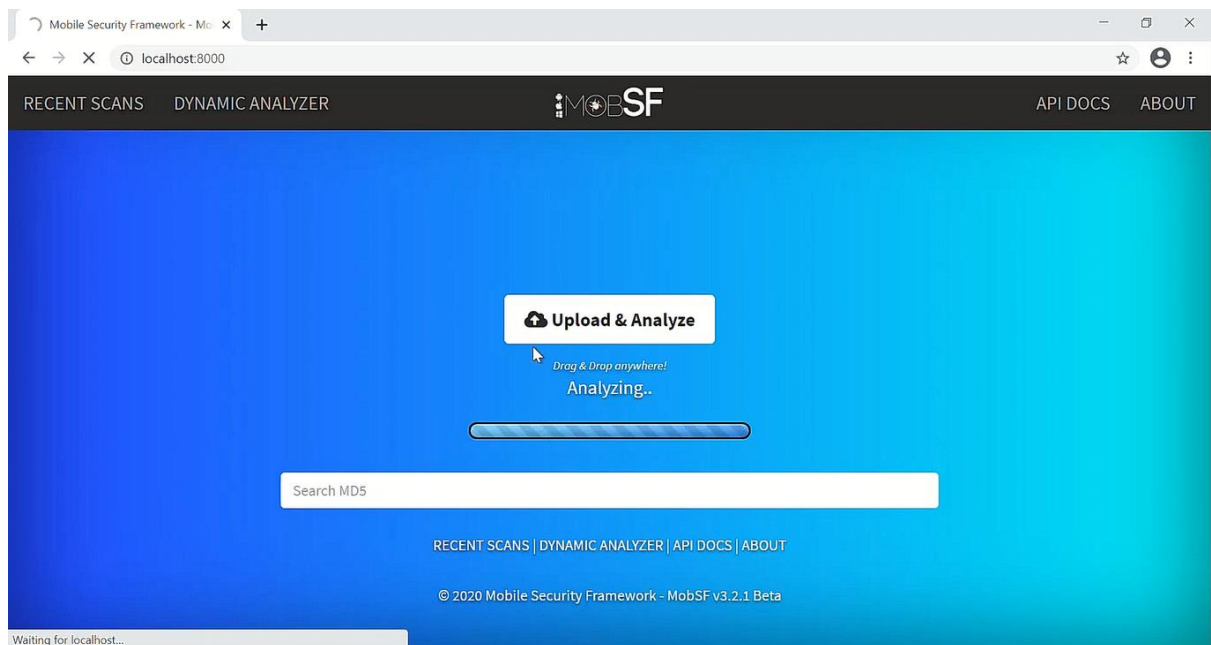 Mobile Security Framework - Mo
localhost:8000
RECENT SCANS DYNAMIC ANALYZER MOBSF API DOCS ABOUT
Upload & Analyze
Drag & Drop anywhere!
Analyzing..
Search MD5
RECENT SCANS | DYNAMIC ANALYZER | API DOCS | ABOUT
© 2020 Mobile Security Framework - MobSF v3.2.1 Beta
Waiting for localhost...